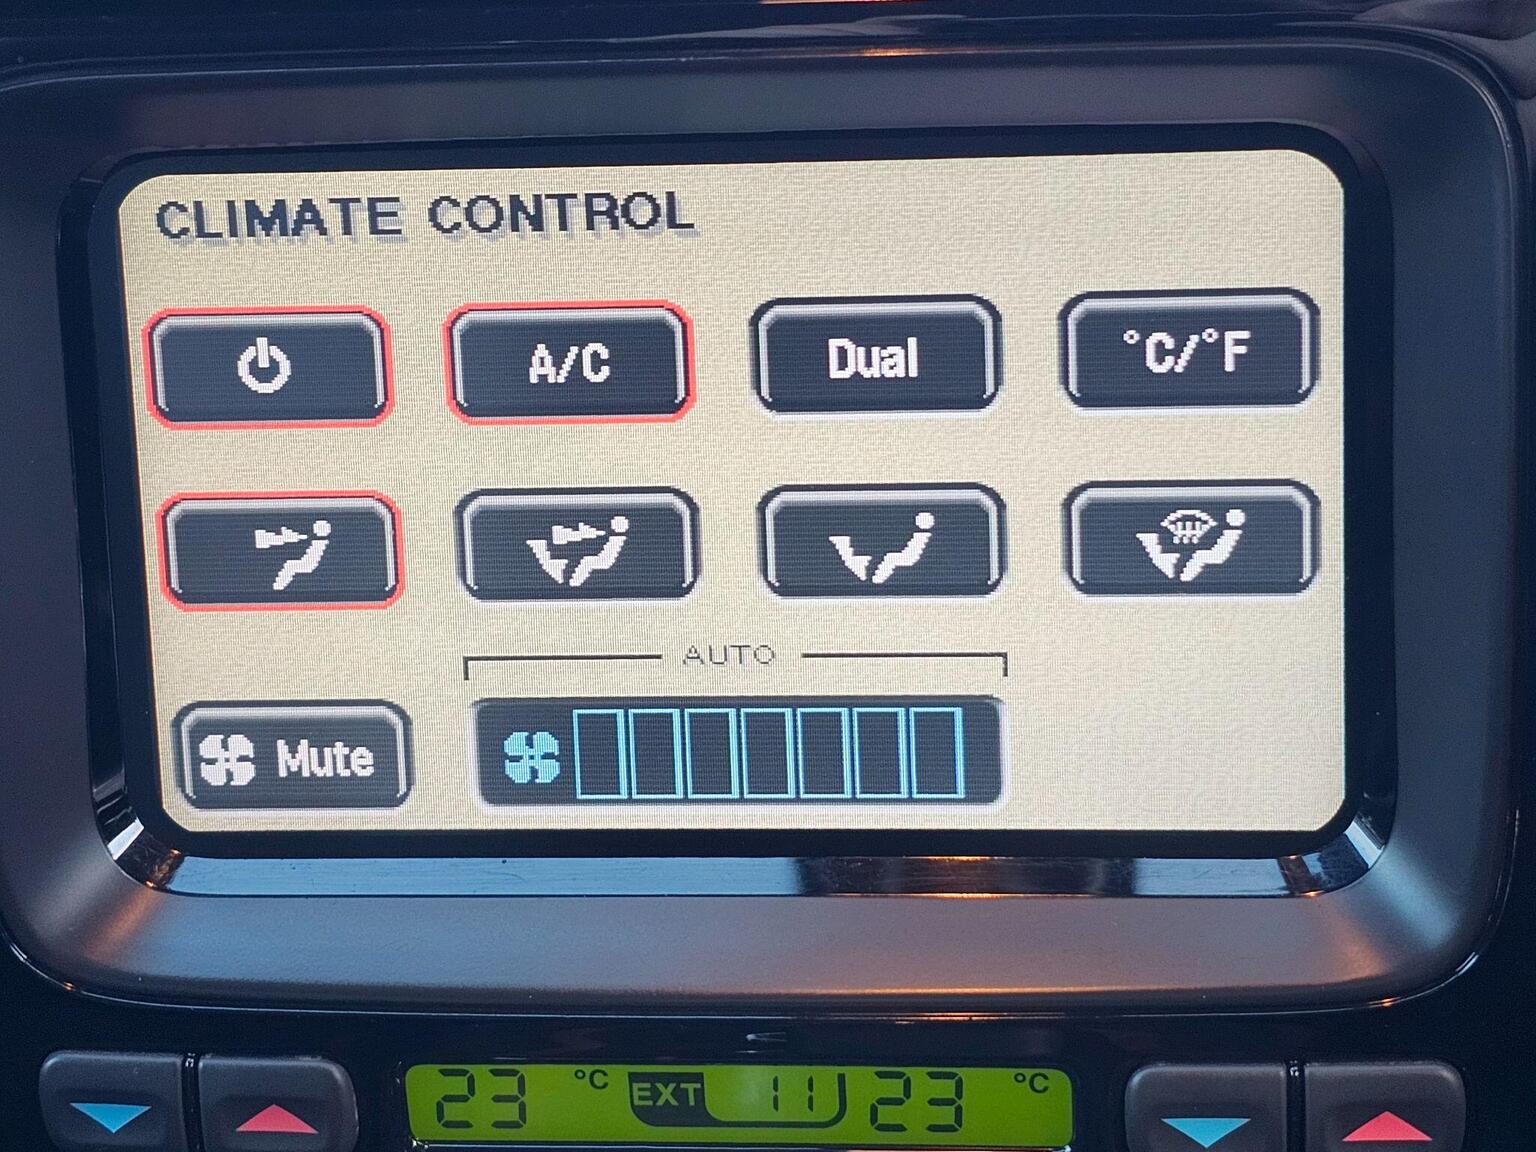 CLIMATE CONTROL
A/C Dual °C/°F
AUTO
Mute
23 °C EXT 11 23 °C